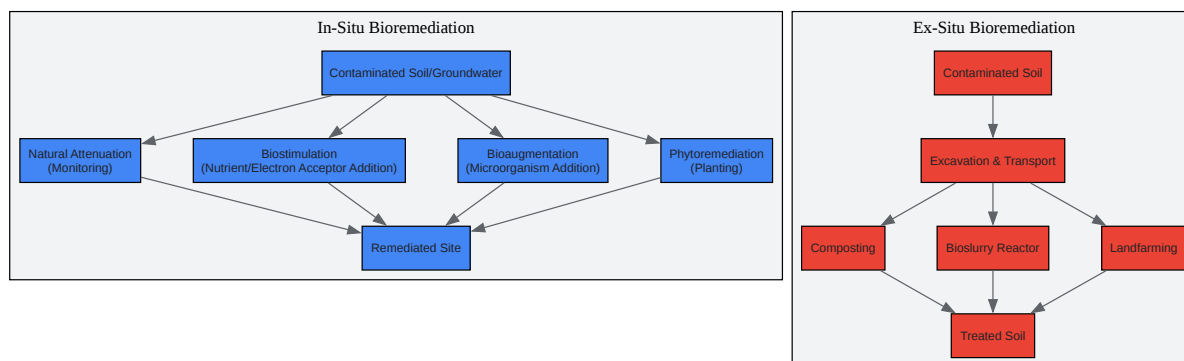 In-Situ Bioremediation
Contaminated Soil/Groundwater
Natural Attenuation
(Monitoring)
Biostimulation
(Nutrient/Electron Acceptor Addition)
Bioaugmentation
(Microorganism Addition)
Phytoremediation
(Planting)
Remediated Site
Ex-Situ Bioremediation
Contaminated Soil
Excavation & Transport
Composting
Bioslurry Reactor
Landfarming
Treated Soil